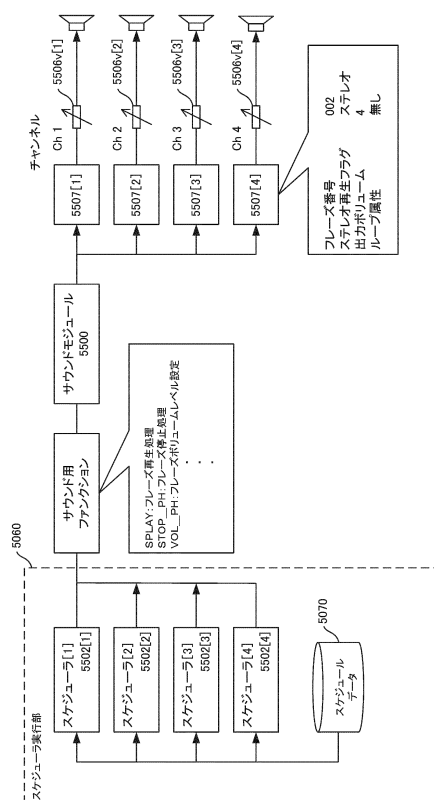 スケジューラ実行部
5060
スケジューラ[1]
5502[1]
スケジューラ[2]
5502[2]
スケジューラ[3]
5502[3]
スケジューラ[4]
5502[4]
5070
スケジュール
データ
サウンド用
ファンクション
SPLAY:フレーズ再生処理
STOP__PH:フレーズ停止処理
VOL__PH:フレーズボリュームレベル設定
・
・
・
サウンドモジュール
5500
チャンネル
5507[1]
Ch 1
5506v[1]
5507[2]
Ch 2
5506v[2]
5507[3]
Ch 3
5506v[3]
5507[4]
Ch 4
5506v[4]
フレーズ番号 002
ステレオ再生フラグ ステレオ
出力ボリューム 4
ループ属性 無し